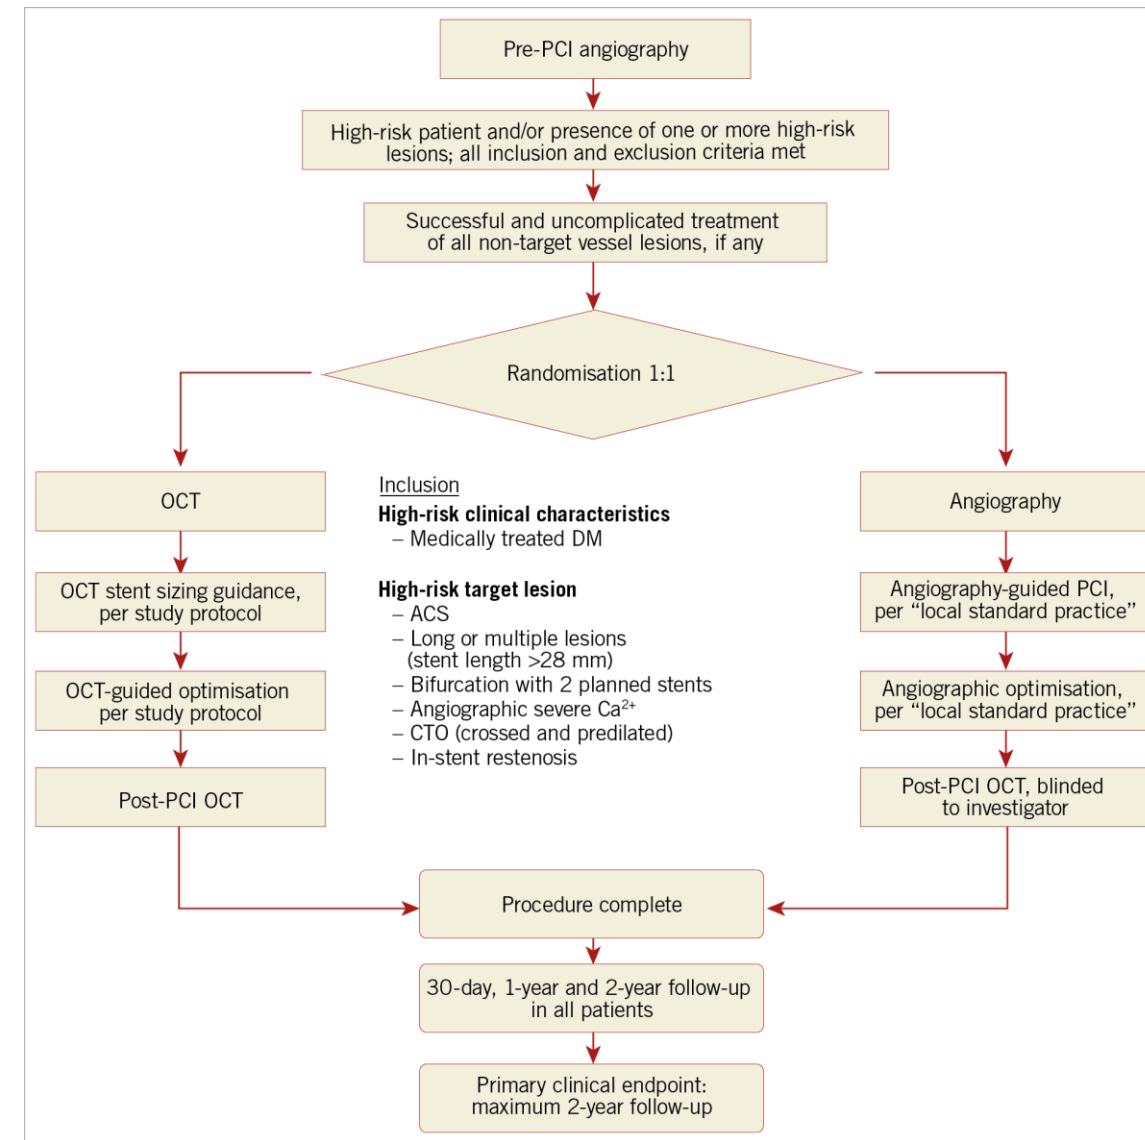 Pre-PCI angiography
High-risk patient and/or presence of one or more high-risk
lesions; all inclusion and exclusion criteria met
Successful and uncomplicated treatment
of all non-target vessel lesions, if any
Randomisation 1:1
OCT
OCT stent sizing guidance,
per study protocol
OCT-guided optimisation
per study protocol
Post-PCI OCT
Inclusion
High-risk clinical characteristics
– Medically treated DM
High-risk target lesion
– ACS
– Long or multiple lesions
(stent length >28 mm)
– Bifurcation with 2 planned stents
– Angiographic severe Ca²⁺
– CTO (crossed and predilated)
– In-stent restenosis
Angiography
Angiography-guided PCI,
per “local standard practice”
Angiographic optimisation,
per “local standard practice”
Post-PCI OCT, blinded
to investigator
Procedure complete
30-day, 1-year and 2-year follow-up
in all patients
Primary clinical endpoint:
maximum 2-year follow-up